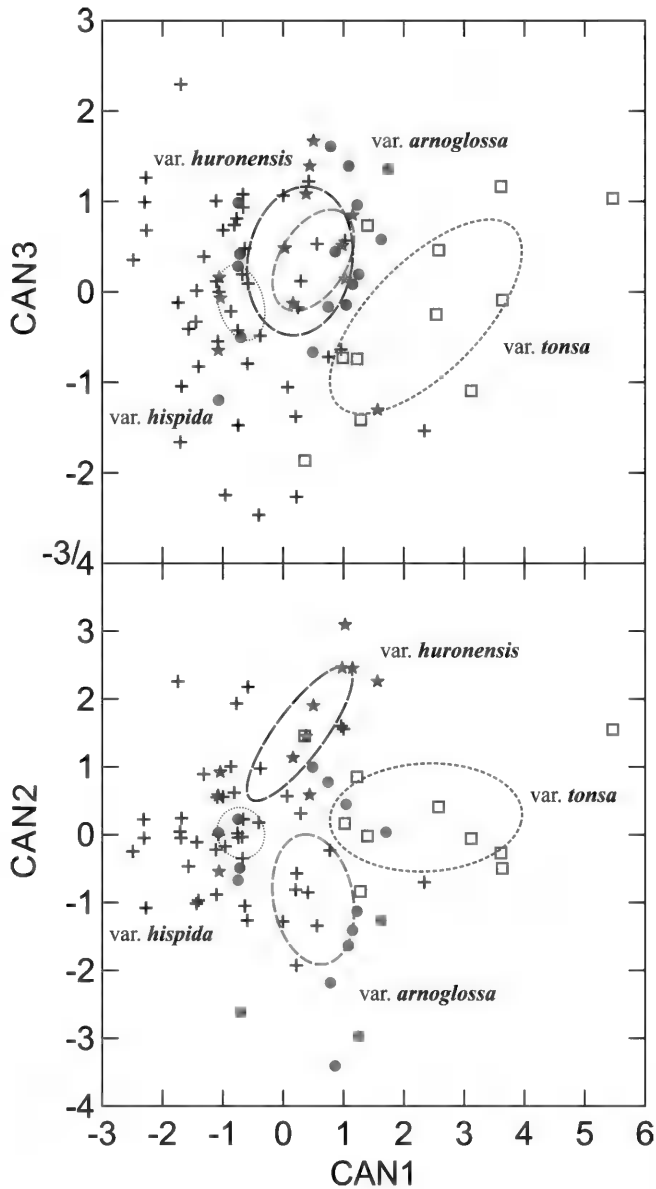 3
2
1
0
-1
-2
-3/
4
3
2
1
0
-1
-2
-3
-4
CAN3
CAN2
var. huronensis
var. arnoglossa
var. tonsa
var. hispida
var. huronensis
var. tonsa
var. hispida
var. arnoglossa
-3 -2 -1 0 1 2 3 4 5 6
CAN1